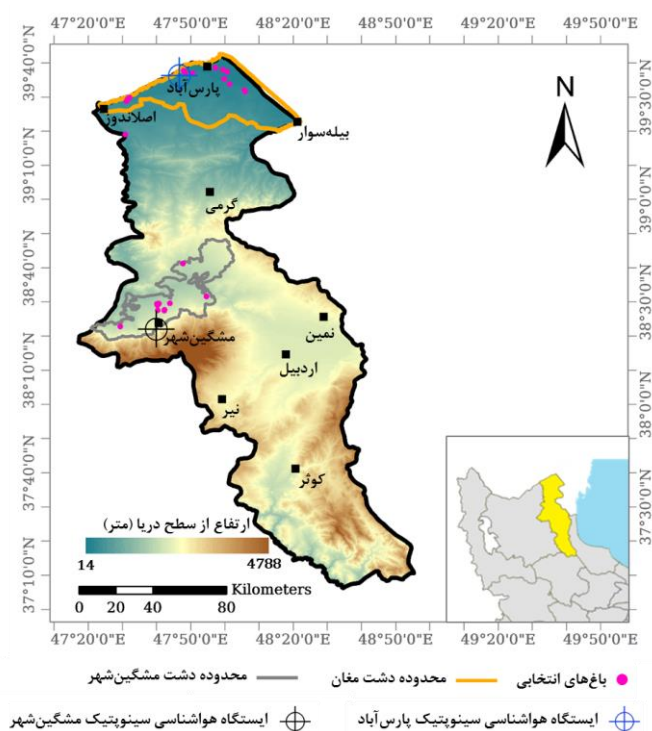 47°20'0"E 47°50'0"E 48°20'0"E 48°50'0"E 49°20'0"E 49°50'0"E
39°40'0"N
39°10'0"N
38°40'0"N
38°10'0"N
37°40'0"N
37°10'0"N
39°30'0"N
39°0'0"N
38°30'0"N
38°0'0"N
37°30'0"N
N
پارس‌آباد
اصلاندوز
بیله‌سوار
گرمی
مشگین‌شهر
نمین
اردبیل
نیر
کوثر
ارتفاع از سطح دریا (متر)
14 4788
Kilometers
0 20 40 80
47°20'0"E 47°50'0"E 48°20'0"E 48°50'0"E 49°20'0"E 49°50'0"E
باغ‌های انتخابی محدوده دشت مغان محدوده دشت مشگین‌شهر
ایستگاه هواشناسی سینوپتیک پارس‌آباد ایستگاه هواشناسی سینوپتیک مشگین‌شهر